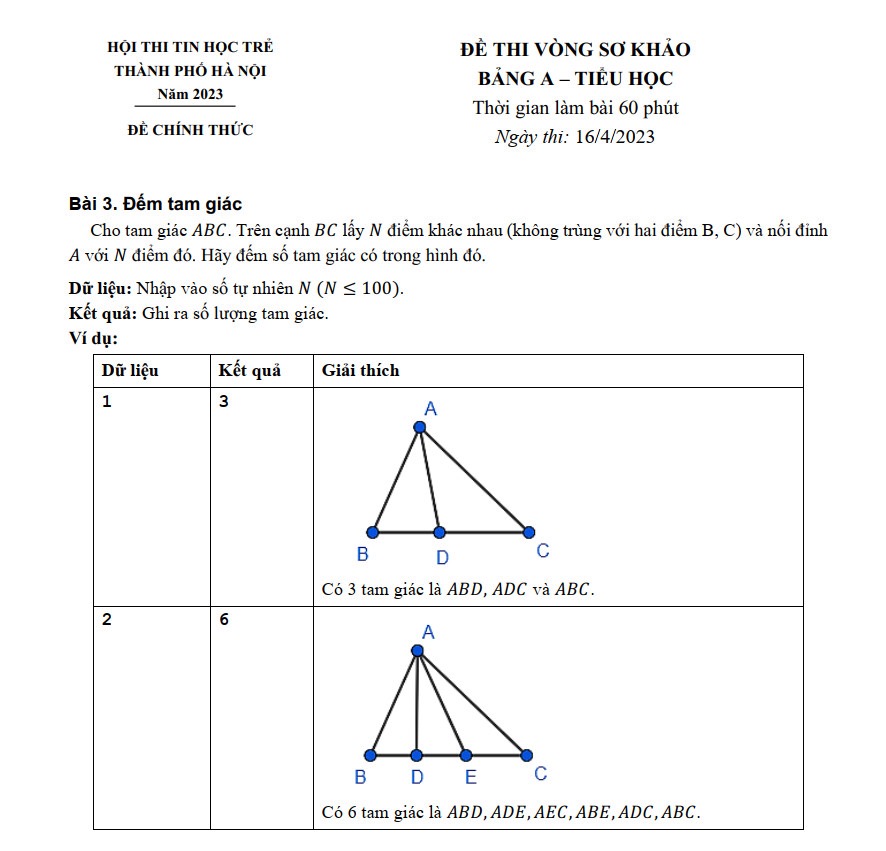 HỘI THI TIN HỌC TRẺ
THÀNH PHỐ HÀ NỘI
Năm 2023
ĐỀ CHÍNH THỨC
ĐỀ THI VÒNG SƠ KHẢO
BẢNG A – TIỂU HỌC
Thời gian làm bài 60 phút
Ngày thi: 16/4/2023
Bài 3. Đếm tam giác
Cho tam giác ABC. Trên cạnh BC lấy N điểm khác nhau (không trùng với hai điểm B, C) và nối đỉnh
A với N điểm đó. Hãy đếm số tam giác có trong hình đó.
Dữ liệu: Nhập vào số tự nhiên N (N ≤ 100).
Kết quả: Ghi ra số lượng tam giác.
Ví dụ:
Dữ liệu Kết quả Giải thích
1 3
A
B D C
Có 3 tam giác là ABD, ADC và ABC.
2 6
A
B D E C
Có 6 tam giác là ABD, ADE, AEC, ABE, ADC, ABC.